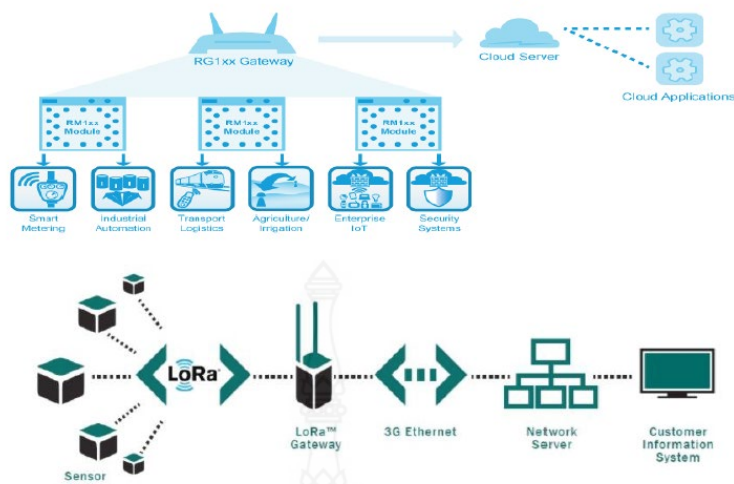 RG1xx Gateway
Cloud Server
Cloud Applications
RM1xx
Module
RM1xx
Module
RM1xx
Module
Smart
Metering
Industrial
Automation
Transport
Logistics
Agriculture/
Irrigation
Enterprise
IoT
Security
Systems
LoRa
LoRa™
Gateway
3G Ethernet
Network
Server
Customer
Information
System
Sensor